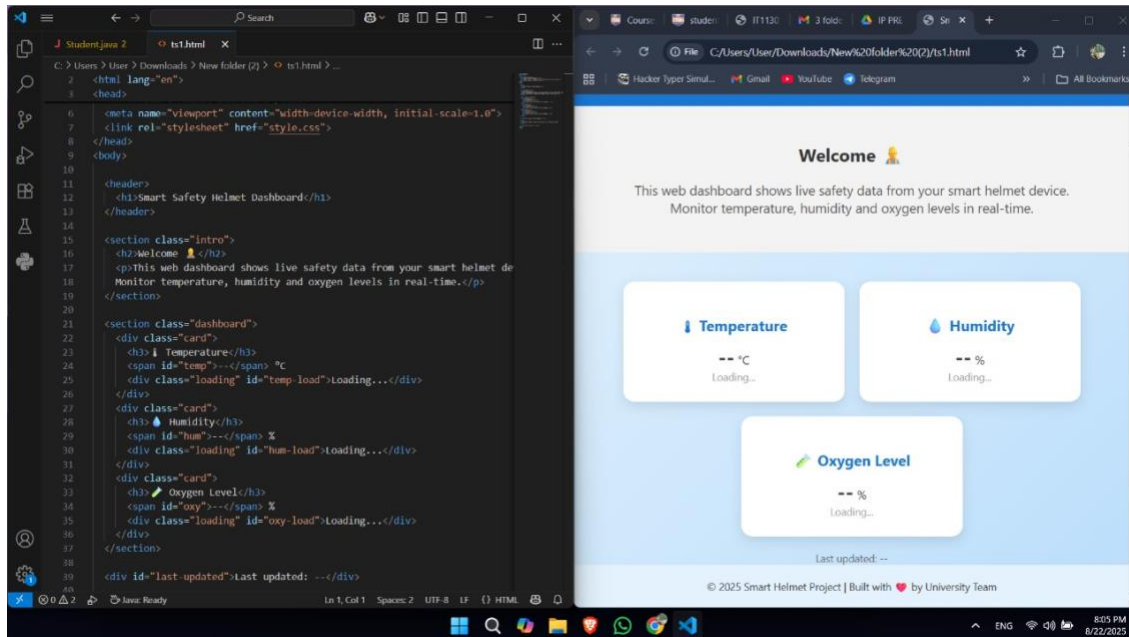 Search
Student.java 2
ts1.html
C: > Users > User > Downloads > New folder (2) > ts1.html > ...
2 <html lang="en">
3 <head>
6 <meta name="viewport" content="width=device-width, initial-scale=1.0">
7 <link rel="stylesheet" href="style.css">
8 </head>
9 <body>
10
11 <header>
12 <h1>Smart Safety Helmet Dashboard</h1>
13 </header>
14
15 <section class="intro">
16 <h2>Welcome 👷</h2>
17 <p>This web dashboard shows live safety data from your smart helmet de
18 Monitor temperature, humidity and oxygen levels in real-time.</p>
19 </section>
20
21 <section class="dashboard">
22 <div class="card">
23 <h3>🌡 Temperature</h3>
24 <span id="temp">--</span> °C
25 <div class="loading" id="temp-load">Loading...</div>
26 </div>
27 <div class="card">
28 <h3>💧 Humidity</h3>
29 <span id="hum">--</span> %
30 <div class="loading" id="hum-load">Loading...</div>
31 </div>
32 <div class="card">
33 <h3>🧪 Oxygen Level</h3>
34 <span id="oxy">--</span> %
35 <div class="loading" id="oxy-load">Loading...</div>
36 </div>
37 </section>
38
39 <div id="last-updated">Last updated: --</div>
40
0 2 Java: Ready Ln 1, Col 1 Spaces: 2 UTF-8 LF {} HTML
Course studen IT1130 3 folde IP PRE Sn
File C:/Users/User/Downloads/New%20folder%20(2)/ts1.html
Hacker Typer Simul... Gmail YouTube Telegram » All Bookmarks
Welcome 👷
This web dashboard shows live safety data from your smart helmet device.
Monitor temperature, humidity and oxygen levels in real-time.
🌡 Temperature
-- °C
Loading...
💧 Humidity
-- %
Loading...
🧪 Oxygen Level
-- %
Loading...
Last updated: --
© 2025 Smart Helmet Project | Built with ❤ by University Team
ENG
8:05 PM
8/22/2025